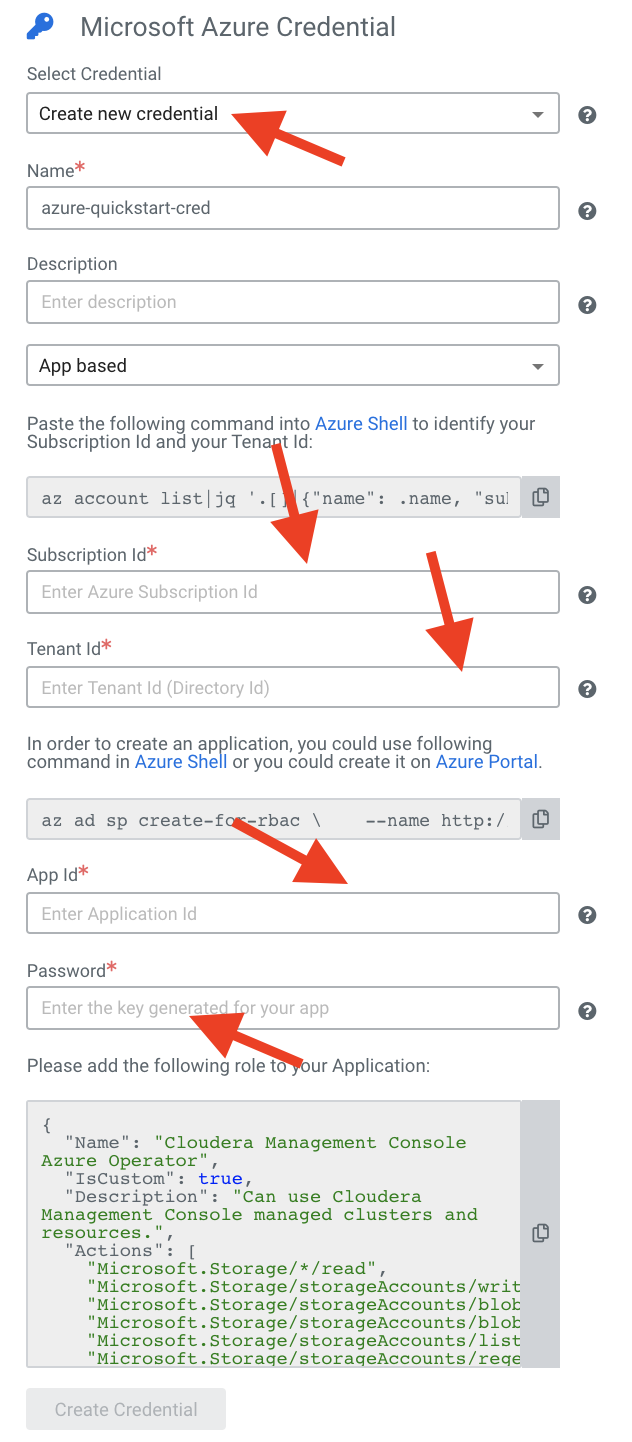 Microsoft Azure Credential
Select Credential
Create new credential
Name*
azure-quickstart-cred
Description
Enter description
App based
Paste the following command into Azure Shell to identify your
Subscription Id and your Tenant Id:
az account list|jq '.[]|{"name": .name, "sul
Subscription Id*
Enter Azure Subscription Id
Tenant Id*
Enter Tenant Id (Directory Id)
In order to create an application, you could use following
command in Azure Shell or you could create it on Azure Portal.
az ad sp create-for-rbac \    --name http:/
App Id*
Enter Application Id
Password*
Enter the key generated for your app
Please add the following role to your Application:
{
"Name": "Cloudera Management Console
Azure Operator",
"IsCustom": true,
"Description": "Can use Cloudera
Management Console managed clusters and
resources.",
"Actions": [
"Microsoft.Storage/*/read",
"Microsoft.Storage/storageAccounts/writ
"Microsoft.Storage/storageAccounts/blob
"Microsoft.Storage/storageAccounts/blob
"Microsoft.Storage/storageAccounts/list
"Microsoft.Storage/storageAccounts/rege
Create Credential